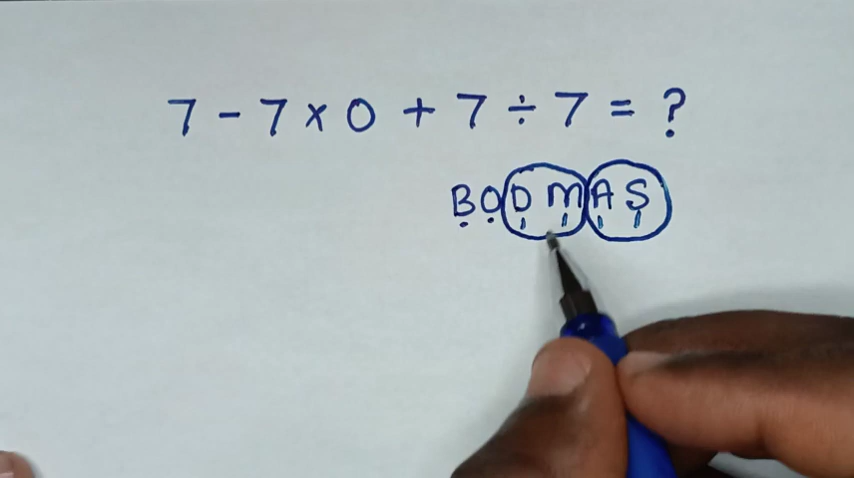 7 - 7 × 0 + 7 ÷ 7 = ?
BODMAS